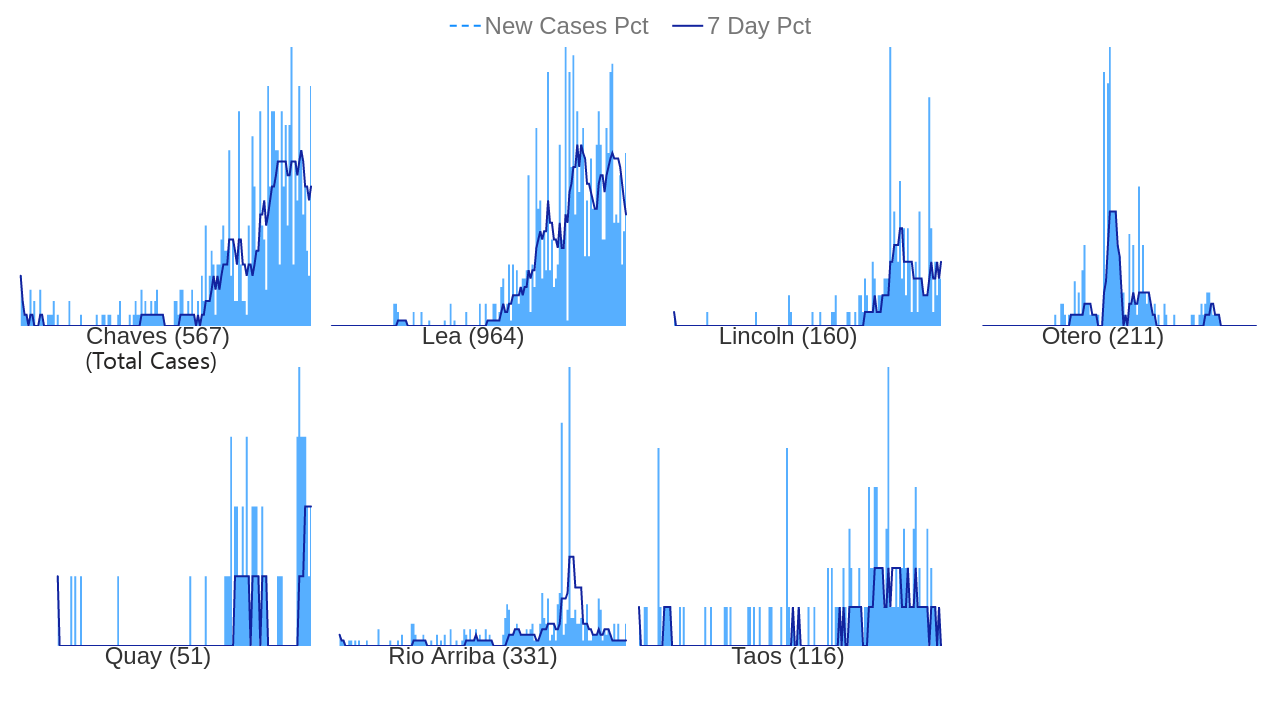 New Cases Pct 7 Day Pct
Chaves (567) Lea (964) Lincoln (160) Otero (211)
(Total Cases)
Quay (51) Rio Arriba (331) Taos (116)